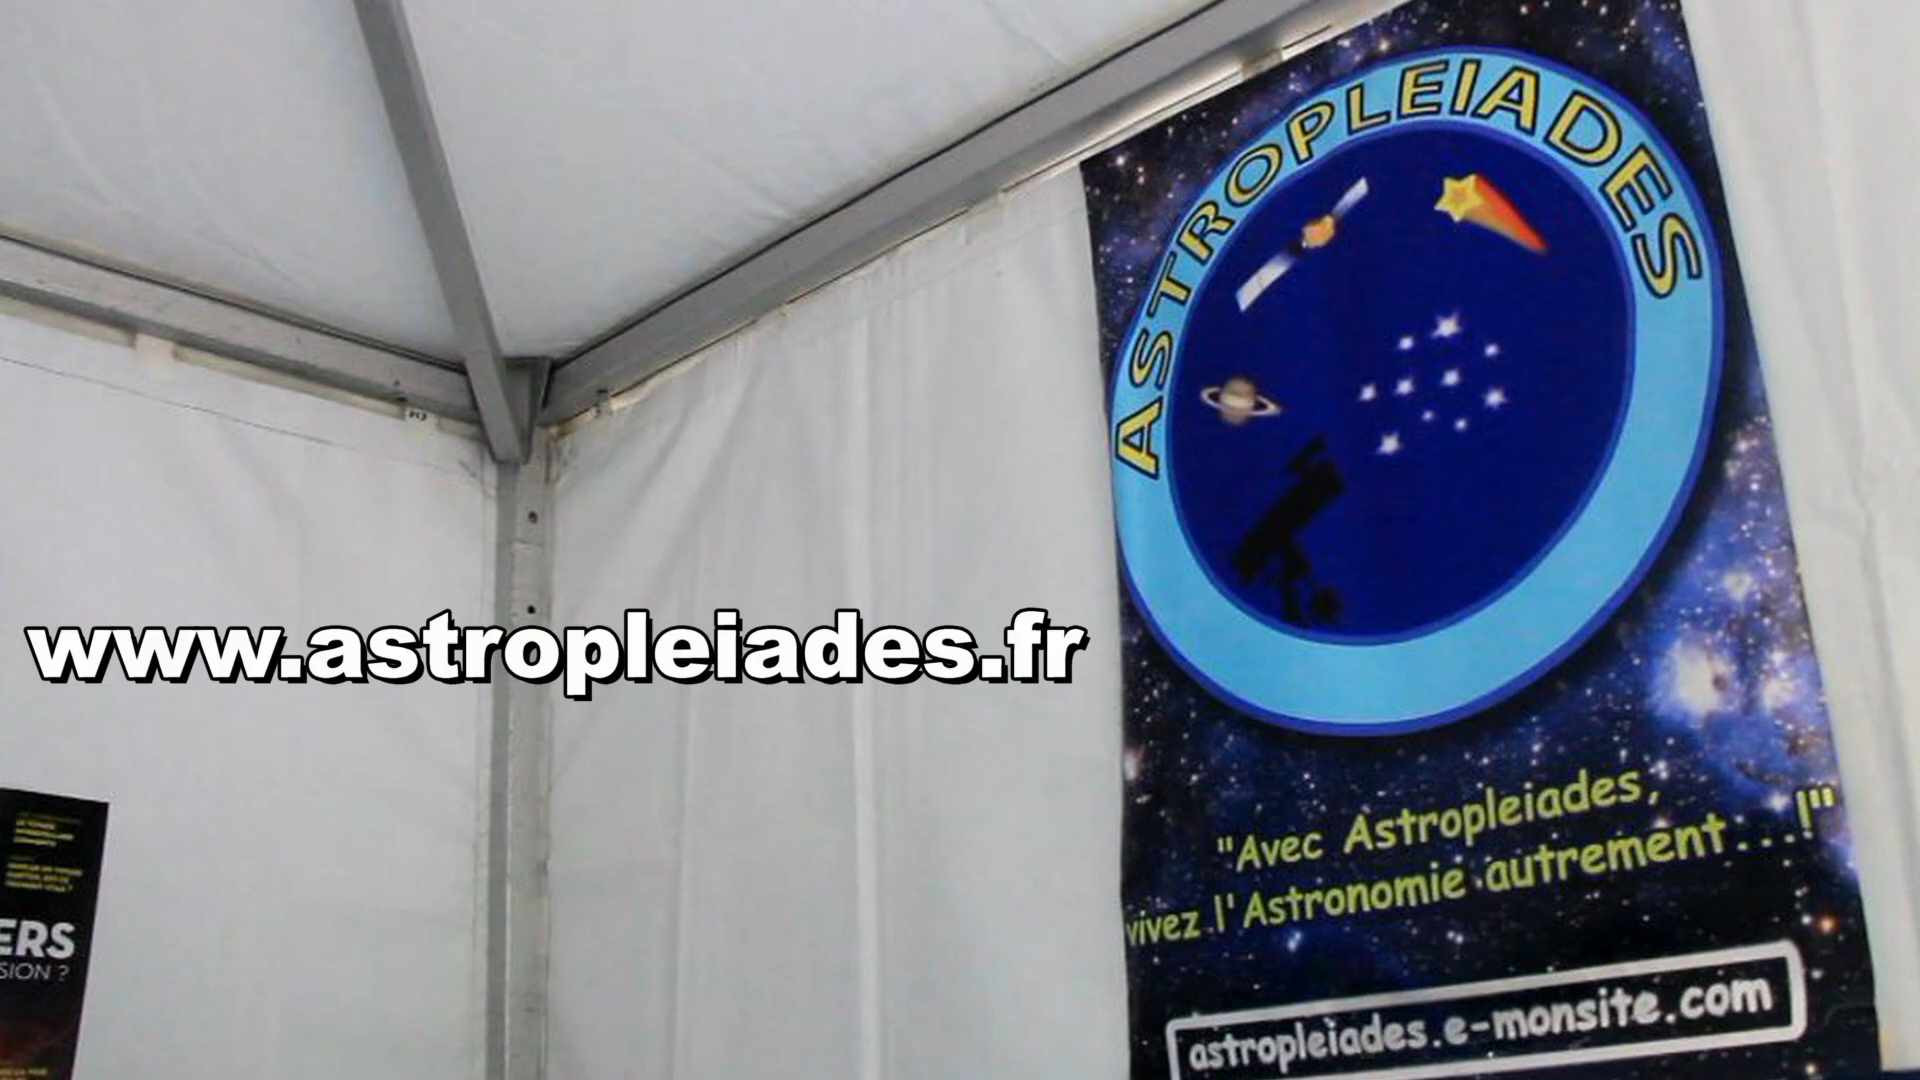 ASTROPLEIADES
www.astropleiades.fr
"Avec Astropleiades,
vivez l'Astronomie autrement...!"
astropleiades.e-monsite.com
ERS
SION ?